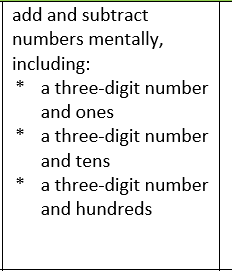 add and subtract
numbers mentally,
including:
* a three-digit number
and ones
* a three-digit number
and tens
* a three-digit number
and hundreds